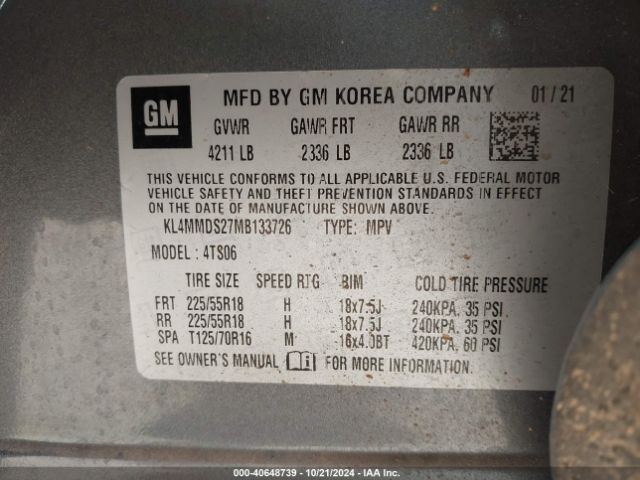 GM MFD BY GM KOREA COMPANY 01/21
GVWR GAWR FRT GAWR RR
4211 LB 2336 LB 2336 LB
THIS VEHICLE CONFORMS TO ALL APPLICABLE U.S. FEDERAL MOTOR
VEHICLE SAFETY AND THEFT PREVENTION STANDARDS IN EFFECT
ON THE DATE OF MANUFACTURE SHOWN ABOVE.
KL4MMDS27MB133726 TYPE: MPV
MODEL: 4TS06
TIRE SIZE SPEED RTG RIM COLD TIRE PRESSURE
FRT 225/55R18 H 18x7.5J 240KPA, 35 PSI
RR 225/55R18 H 18x7.5J 240KPA, 35 PSI
SPA T125/70R16 M 16x4.0BT 420KPA, 60 PSI
SEE OWNER'S MANUAL FOR MORE INFORMATION.
000-40648739 - 10/21/2024 - IAA Inc.